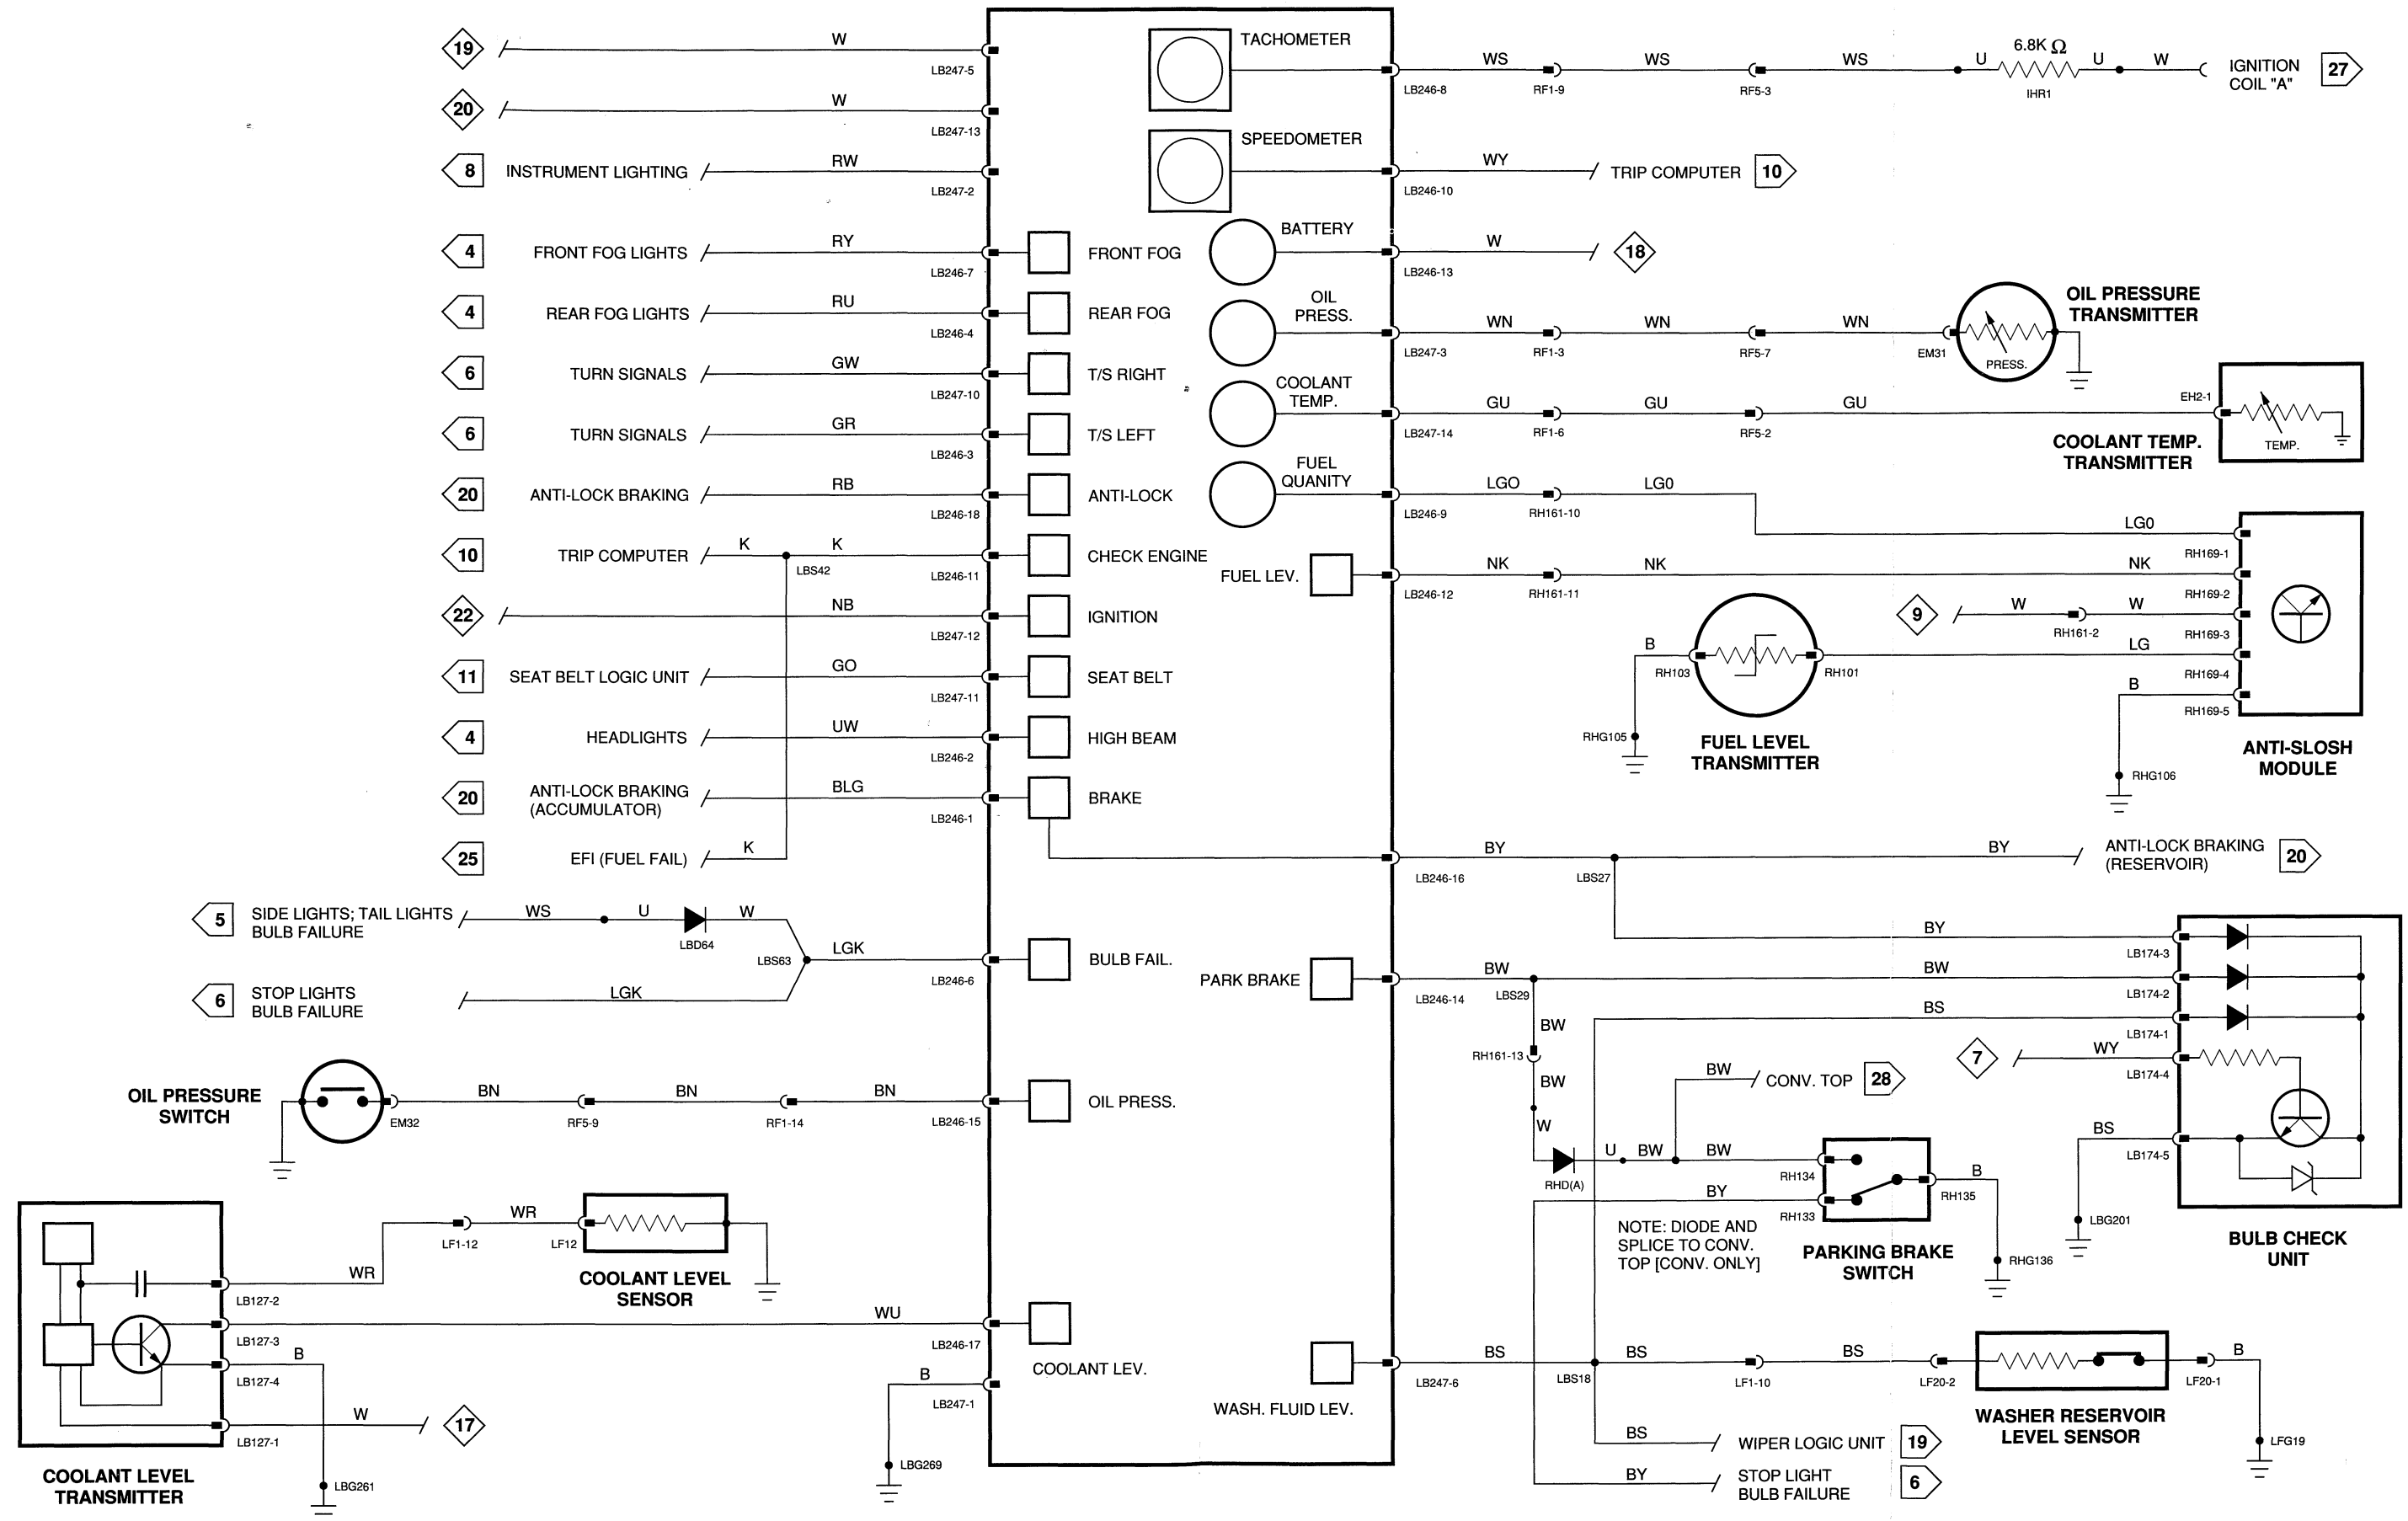 19
W
LB247-5
20
W
LB247-13
8
INSTRUMENT LIGHTING
RW
LB247-2
4
FRONT FOG LIGHTS
RY
LB246-7
FRONT FOG
4
REAR FOG LIGHTS
RU
LB246-4
REAR FOG
6
TURN SIGNALS
GW
LB247-10
T/S RIGHT
6
TURN SIGNALS
GR
LB246-3
T/S LEFT
20
ANTI-LOCK BRAKING
RB
LB246-18
ANTI-LOCK
10
TRIP COMPUTER
K
K
LBS42
LB246-11
CHECK ENGINE
22
NB
LB247-12
IGNITION
11
SEAT BELT LOGIC UNIT
GO
LB247-11
SEAT BELT
4
HEADLIGHTS
UW
LB246-2
HIGH BEAM
20
ANTI-LOCK BRAKING
(ACCUMULATOR)
BLG
LB246-1
BRAKE
25
EFI (FUEL FAIL)
K
5
SIDE LIGHTS; TAIL LIGHTS
BULB FAILURE
WS
U
W
LBD64
LBS63
LGK
LB246-6
BULB FAIL.
6
STOP LIGHTS
BULB FAILURE
LGK
OIL PRESSURE
SWITCH
EM32
BN
RF5-9
BN
RF1-14
BN
LB246-15
OIL PRESS.
WR
LB127-2
LF1-12
WR
LF12
COOLANT LEVEL
SENSOR
LB127-3
WU
LB246-17
COOLANT LEV.
LB127-4
B
LBG261
LB127-1
W
17
COOLANT LEVEL
TRANSMITTER
B
LB247-1
LBG269
TACHOMETER
LB246-8
WS
RF1-9
WS
RF5-3
WS
U
6.8K Ω
IHR1
U
W
IGNITION
COIL "A"
27
SPEEDOMETER
LB246-10
WY
TRIP COMPUTER
10
BATTERY
LB246-13
W
18
OIL
PRESS.
LB247-3
WN
RF1-3
WN
RF5-7
WN
EM31
PRESS.
OIL PRESSURE
TRANSMITTER
COOLANT
TEMP.
LB247-14
GU
RF1-6
GU
RF5-2
GU
EH2-1
TEMP.
COOLANT TEMP.
TRANSMITTER
FUEL
QUANITY
LB246-9
LGO
RH161-10
LG0
LG0
RH169-1
FUEL LEV.
LB246-12
NK
RH161-11
NK
NK
RH169-2
9
W
RH161-2
W
RH169-3
B
RH103
RH101
LG
RH169-4
RHG105
FUEL LEVEL
TRANSMITTER
B
RH169-5
RHG106
ANTI-SLOSH
MODULE
LB246-16
BY
LBS27
BY
ANTI-LOCK BRAKING
(RESERVOIR)
20
BY
LB174-3
PARK BRAKE
LB246-14
BW
LBS29
BW
LB174-2
BS
LB174-1
BW
RH161-13
7
WY
LB174-4
BW
W
BW
CONV. TOP
28
RHD(A)
U
BW
BW
RH134
BY
RH133
B
RH135
RHG136
BS
LB174-5
LBG201
NOTE: DIODE AND
SPLICE TO CONV.
TOP [CONV. ONLY]
PARKING BRAKE
SWITCH
BULB CHECK
UNIT
WASH. FLUID LEV.
LB247-6
BS
LBS18
BS
LF1-10
BS
LF20-2
LF20-1
B
LFG19
WASHER RESERVOIR
LEVEL SENSOR
BS
WIPER LOGIC UNIT
19
BY
STOP LIGHT
BULB FAILURE
6